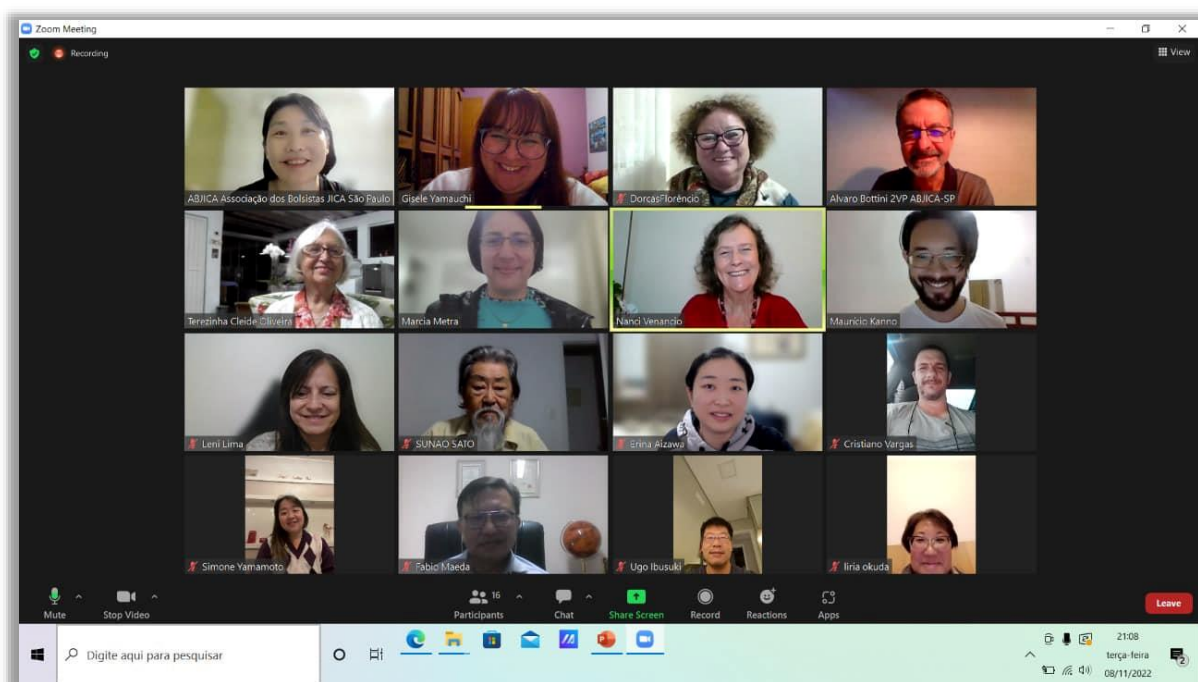 Zoom Meeting
Recording
View
ABJICA Associação dos Bolsistas JICA São Paulo
Gisele Yamauchi
DorcasFlorêncio
Alvaro Bottini 2VP ABJICA-SP
Terezinha Cleide Oliveira
Marcia Metra
Nanci Venancio
Maurício Kanno
Leni Lima
SUNAO SATO
Erina Aizawa
Cristiano Vargas
Simone Yamamoto
Fabio Maeda
Ugo Ibusuki
liria okuda
Mute
Stop Video
Participants
16
Chat
Share Screen
Record
Reactions
Apps
Leave
Digite aqui para pesquisar
21:08
terça-feira
08/11/2022
2